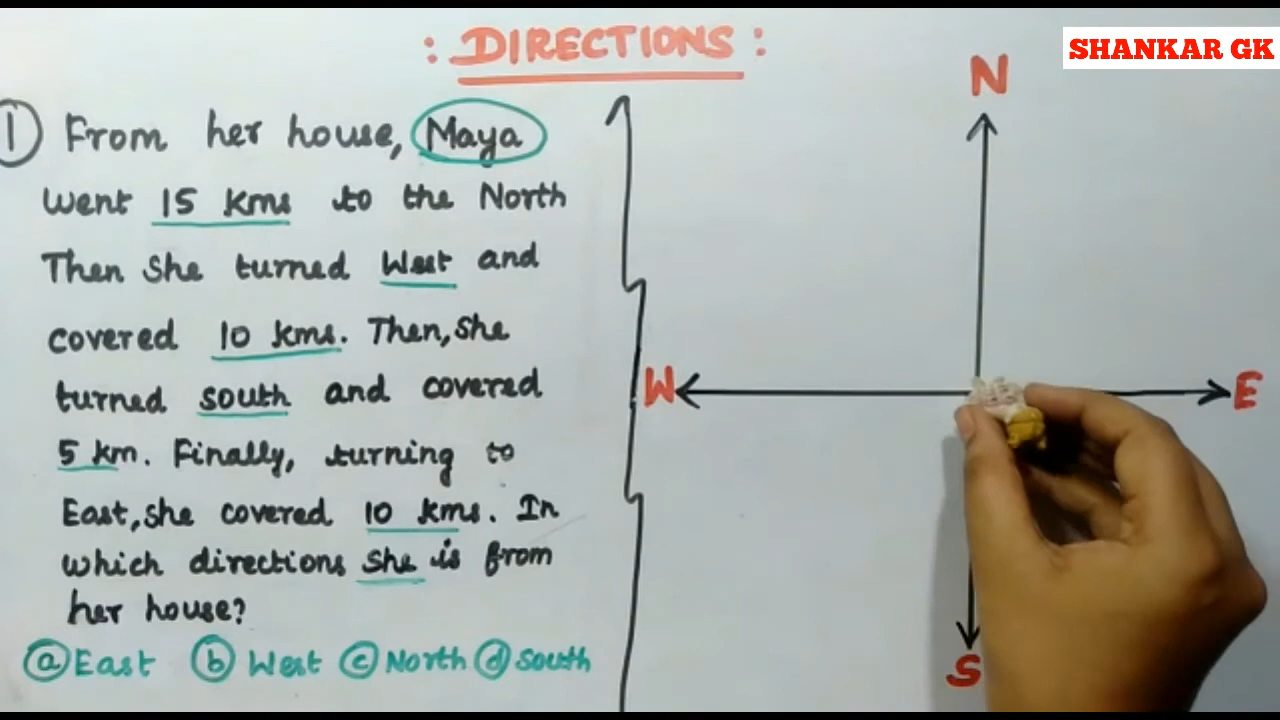 : DIRECTIONS :
SHANKAR GK
① From her house, Maya
Went 15 kms to the North
Then she turned West and
covered 10 kms. Then, she
turned south and covered
5 km. Finally, turning to
East, she covered 10 kms. In
which directions she is from
her house?
ⓐ East ⓑ West ⓒ North ⓓ South
N
W
E
S